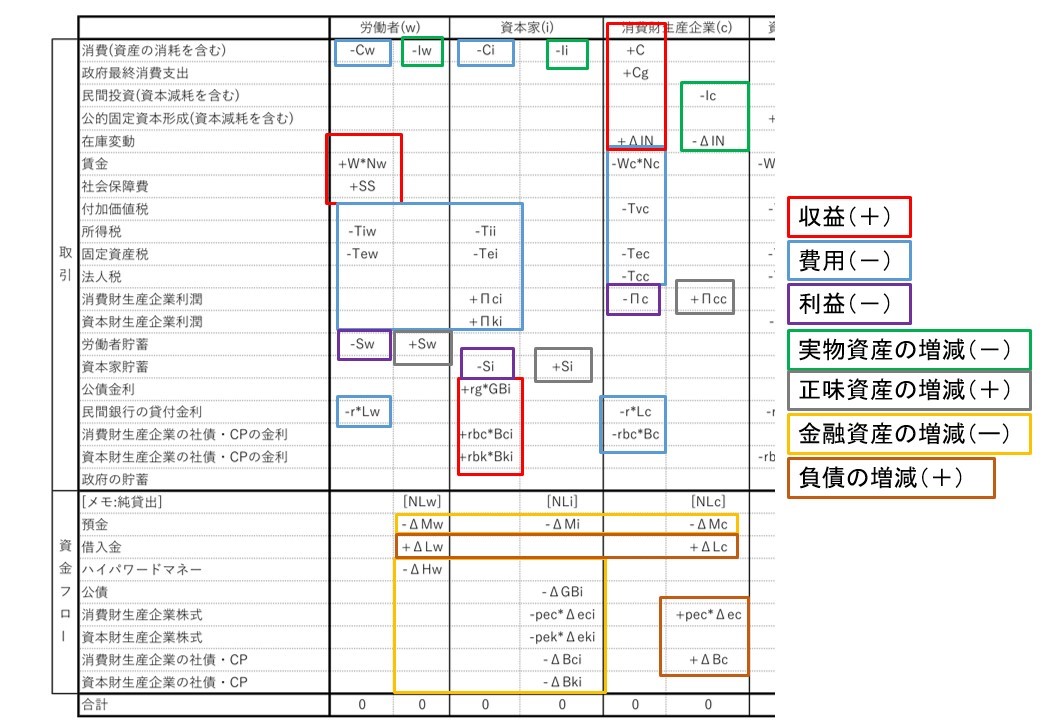 労働者(w) 資本家(i) 消費財生産企業(c)
消費(資産の消耗を含む) -Cw -Iw -Ci -Ii +C
政府最終消費支出 +Cg
民間投資(資本減耗を含む) -Ic
公的固定資本形成(資本減耗を含む) +
在庫変動 +ΔIN -ΔIN
賃金 +W*Nw -Wc*Nc -W
社会保障費 +SS
付加価値税 -Tvc
所得税 -Tiw -Tii
固定資産税 -Tew -Tei -Tec
法人税 -Tcc
消費財生産企業利潤 +Πci -Πc +Πcc
資本財生産企業利潤 +Πki
労働者貯蓄 -Sw +Sw
資本家貯蓄 -Si +Si
公債金利 +rg*GBi
民間銀行の貸付金利 -r*Lw -r*Lc -r
消費財生産企業の社債・CPの金利 +rbc*Bci -rbc*Bc
資本財生産企業の社債・CPの金利 +rbk*Bki -rb
政府の貯蓄
取引
[メモ:純貸出] [NLw] [NLi] [NLc]
預金 -ΔMw -ΔMi -ΔMc
借入金 +ΔLw +ΔLc
ハイパワードマネー -ΔHw
公債 -ΔGBi
消費財生産企業株式 -pec*Δeci +pec*Δec
資本財生産企業株式 -pek*Δeki
消費財生産企業の社債・CP -ΔBci +ΔBc
資本財生産企業の社債・CP -ΔBki
資金フロー
合計 0 0 0 0 0 0
収益(+)
費用(-)
利益(-)
実物資産の増減(-)
正味資産の増減(+)
金融資産の増減(-)
負債の増減(+)